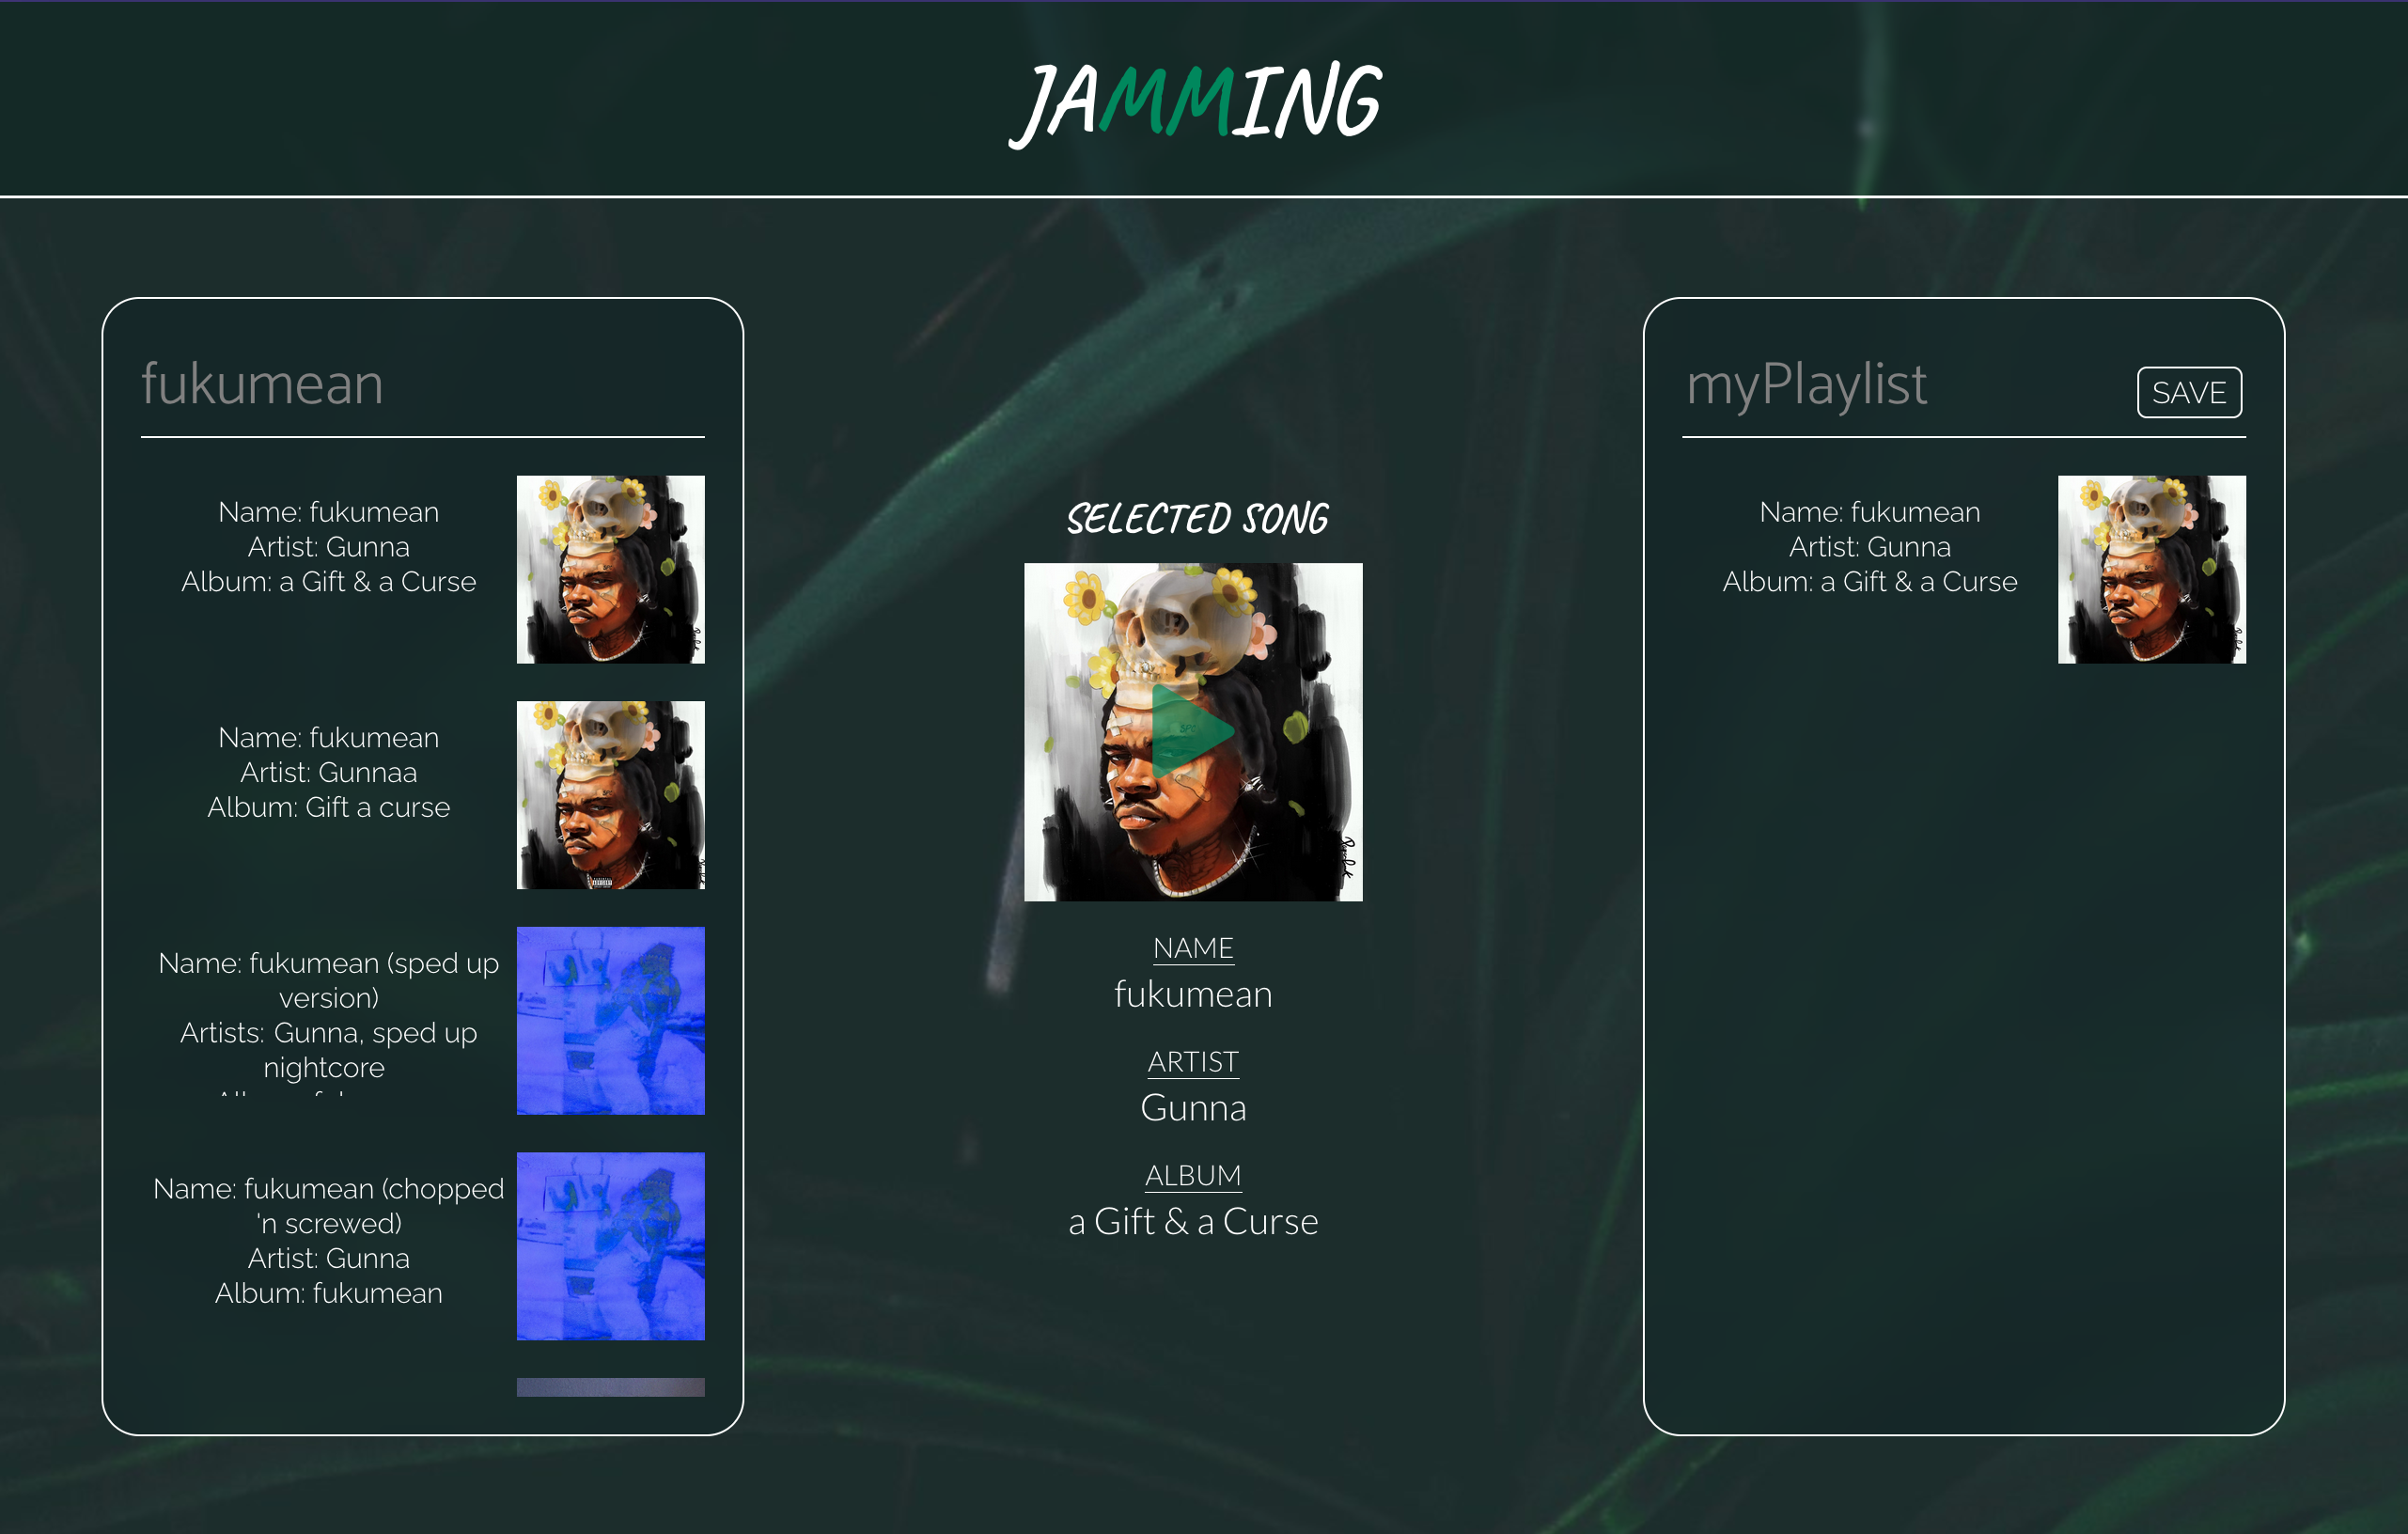 JAMMING
fukumean
Name: fukumean
Artist: Gunna
Album: a Gift & a Curse
Name: fukumean
Artist: Gunnaa
Album: Gift a curse
Name: fukumean (sped up
version)
Artists: Gunna, sped up
nightcore
Name: fukumean (chopped
'n screwed)
Artist: Gunna
Album: fukumean
SELECTED SONG
NAME
fukumean
ARTIST
Gunna
ALBUM
a Gift & a Curse
myPlaylist
SAVE
Name: fukumean
Artist: Gunna
Album: a Gift & a Curse